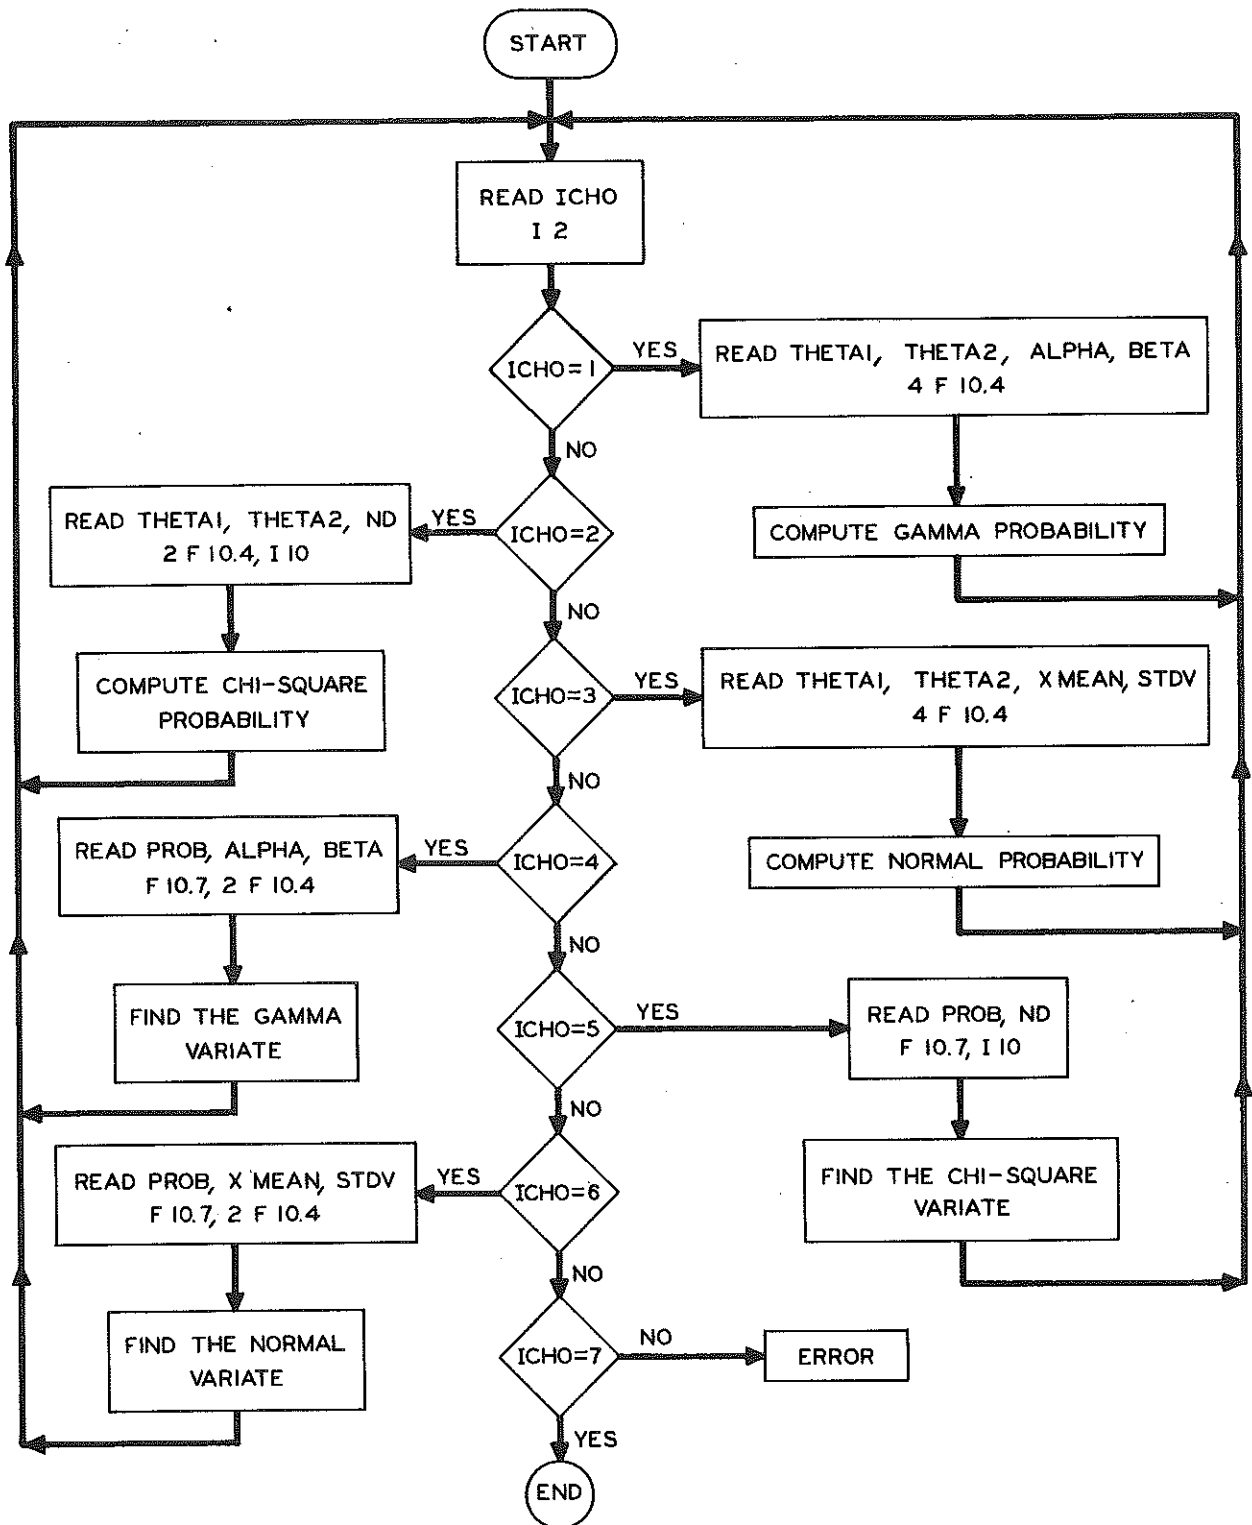 START
READ ICHO
I 2
ICHO=1
YES
READ THETA1, THETA2, ALPHA, BETA
4 F 10.4
NO
COMPUTE GAMMA PROBABILITY
ICHO=2
YES
READ THETA1, THETA2, ND
2 F 10.4, I 10
NO
COMPUTE CHI-SQUARE
PROBABILITY
ICHO=3
YES
READ THETA1, THETA2, X MEAN, STDV
4 F 10.4
NO
COMPUTE NORMAL PROBABILITY
ICHO=4
YES
READ PROB, ALPHA, BETA
F 10.7, 2 F 10.4
NO
FIND THE GAMMA
VARIATE
ICHO=5
YES
READ PROB, ND
F 10.7, I 10
NO
FIND THE CHI-SQUARE
VARIATE
ICHO=6
YES
READ PROB, X MEAN, STDV
F 10.7, 2 F 10.4
NO
FIND THE NORMAL
VARIATE
ICHO=7
NO
ERROR
YES
END